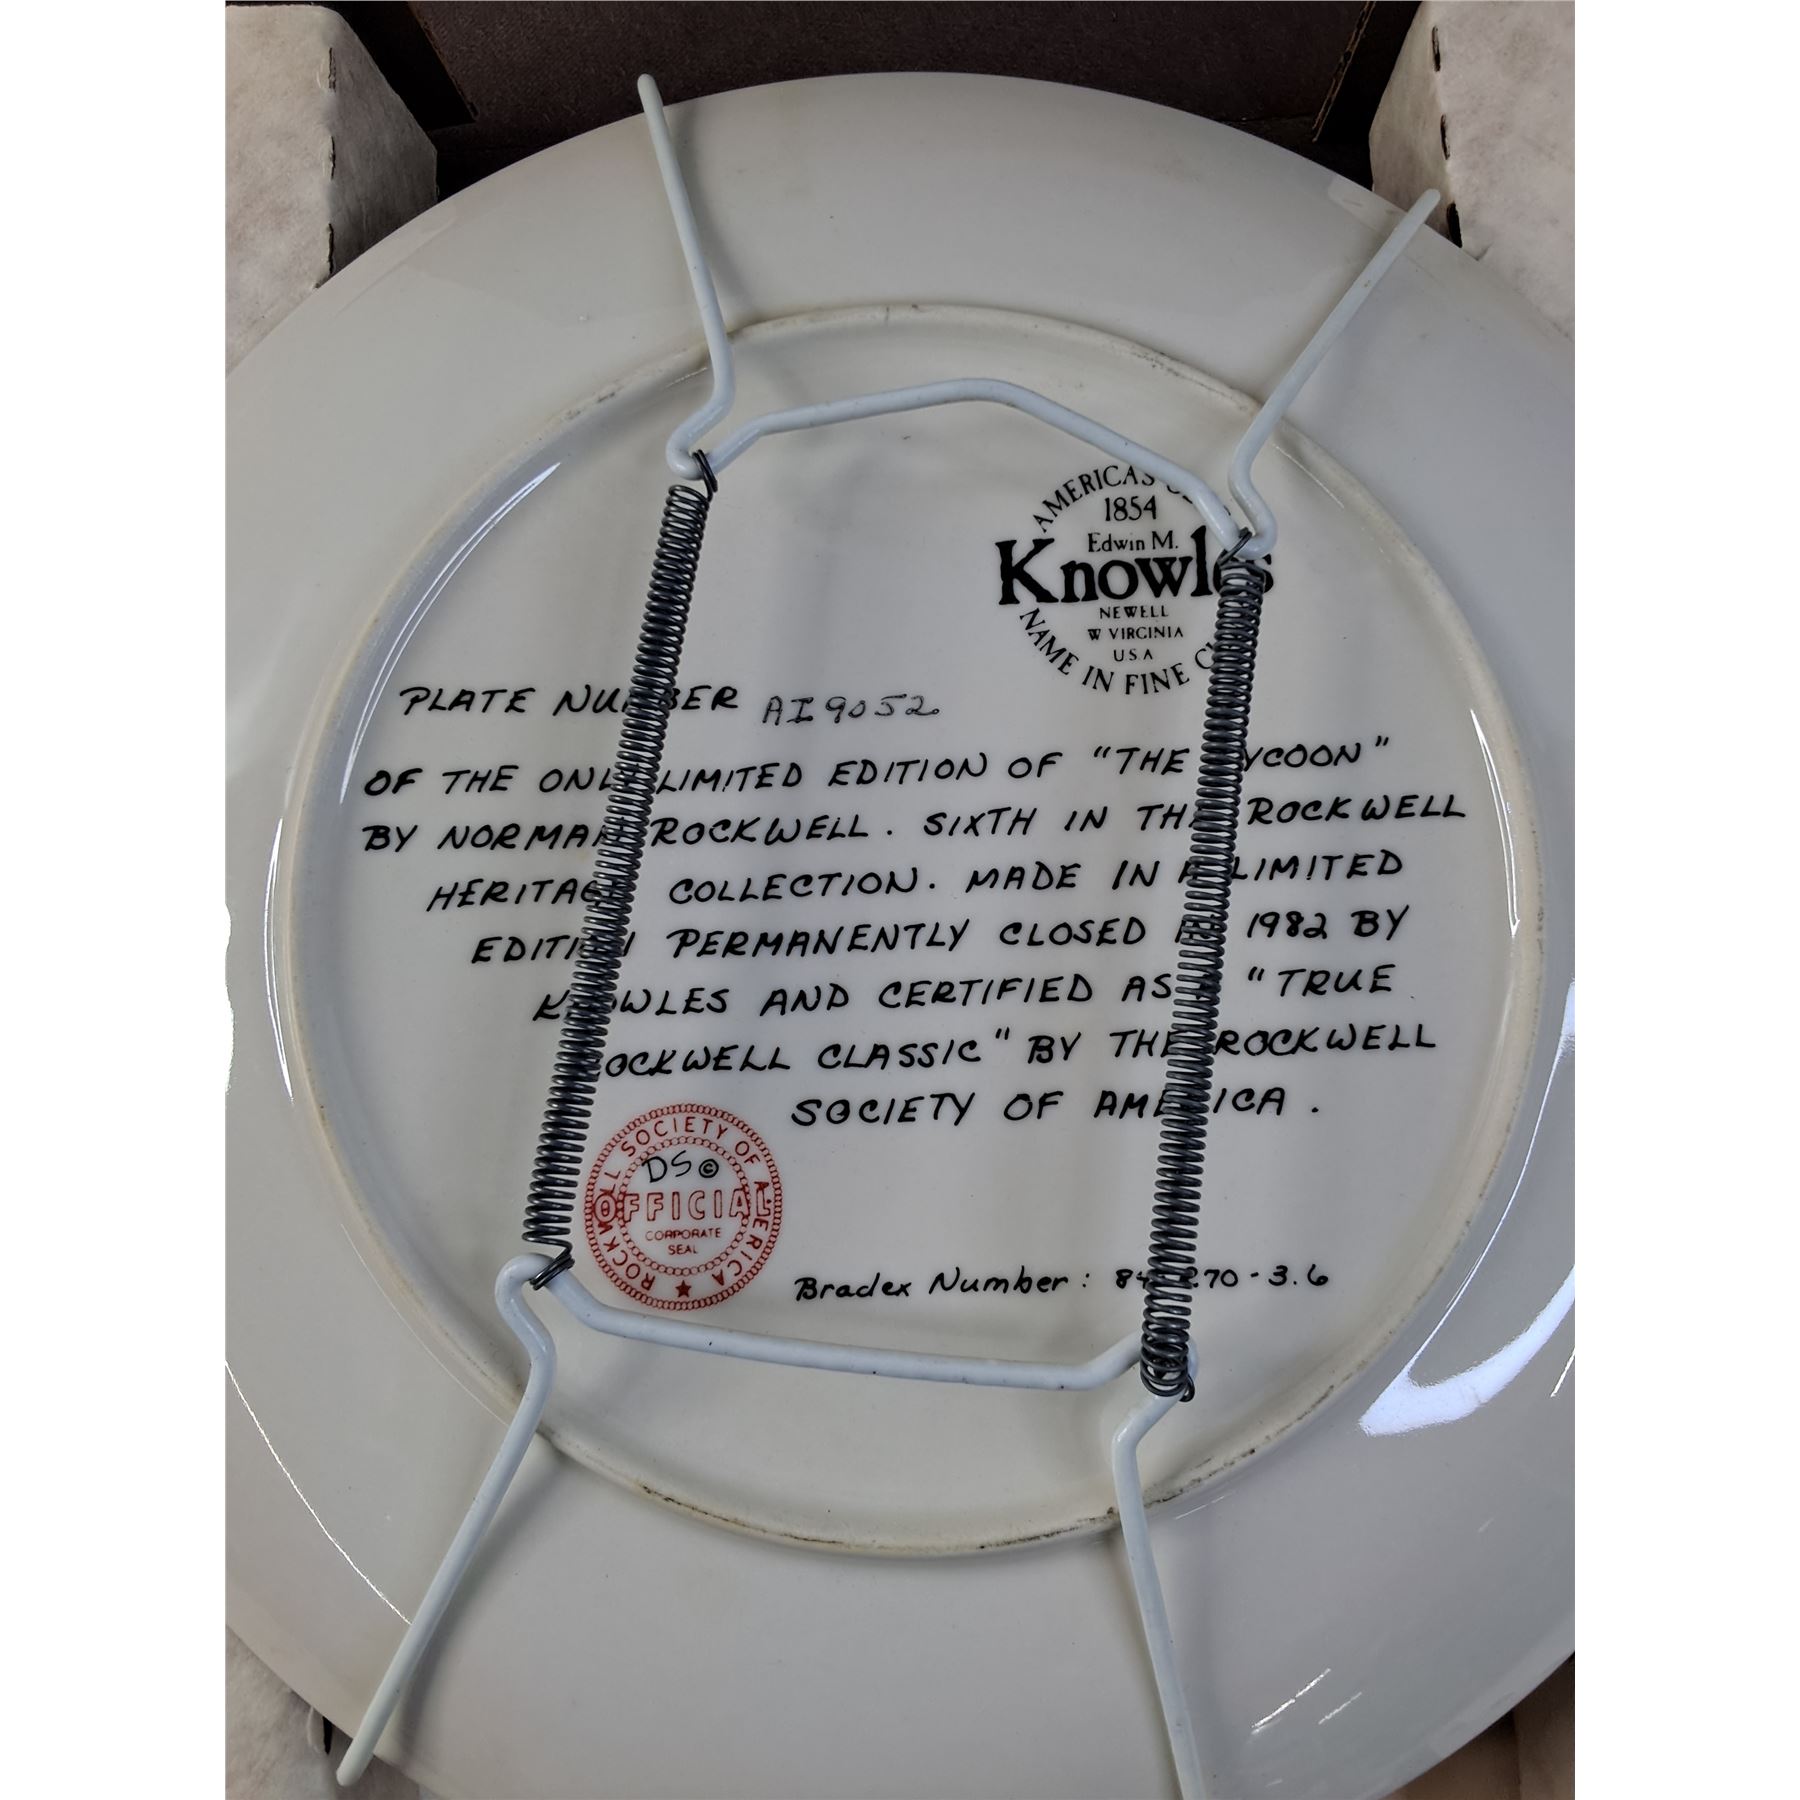 AMERICA'S
1854
Edwin M.
Knowles
NEWELL
W VIRGINIA
U.S.A
NAME IN FINE
PLATE NUMBER AI9052
OF THE ONLY LIMITED EDITION OF "THE TYCOON"
BY NORMAN ROCKWELL. SIXTH IN THE ROCKWELL
HERITAGE COLLECTION. MADE IN A LIMITED
EDITION PERMANENTLY CLOSED IN 1982 BY
KNOWLES AND CERTIFIED AS A "TRUE
ROCKWELL CLASSIC" BY THE ROCKWELL
SOCIETY OF AMERICA.
ROCKWELL SOCIETY OF AMERICA
DS©
OFFICIAL
CORPORATE
SEAL
Bradex Number: